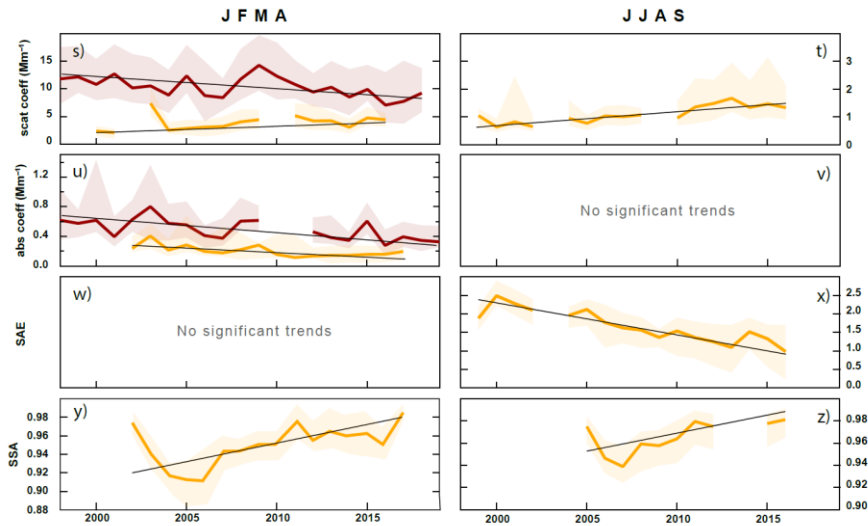 J F M A
J J A S
s)
scat coeff (Mm⁻¹)
15
10
5
0
t)
3
2
1
0
u)
abs coeff (Mm⁻¹)
1.2
0.8
0.4
0.0
v)
No significant trends
w)
SAE
No significant trends
x)
2.5
2.0
1.5
1.0
0.5
0.0
y)
SSA
0.98
0.96
0.94
0.92
0.90
0.88
z)
0.98
0.96
0.94
0.92
0.90
2000
2005
2010
2015
2000
2005
2010
2015